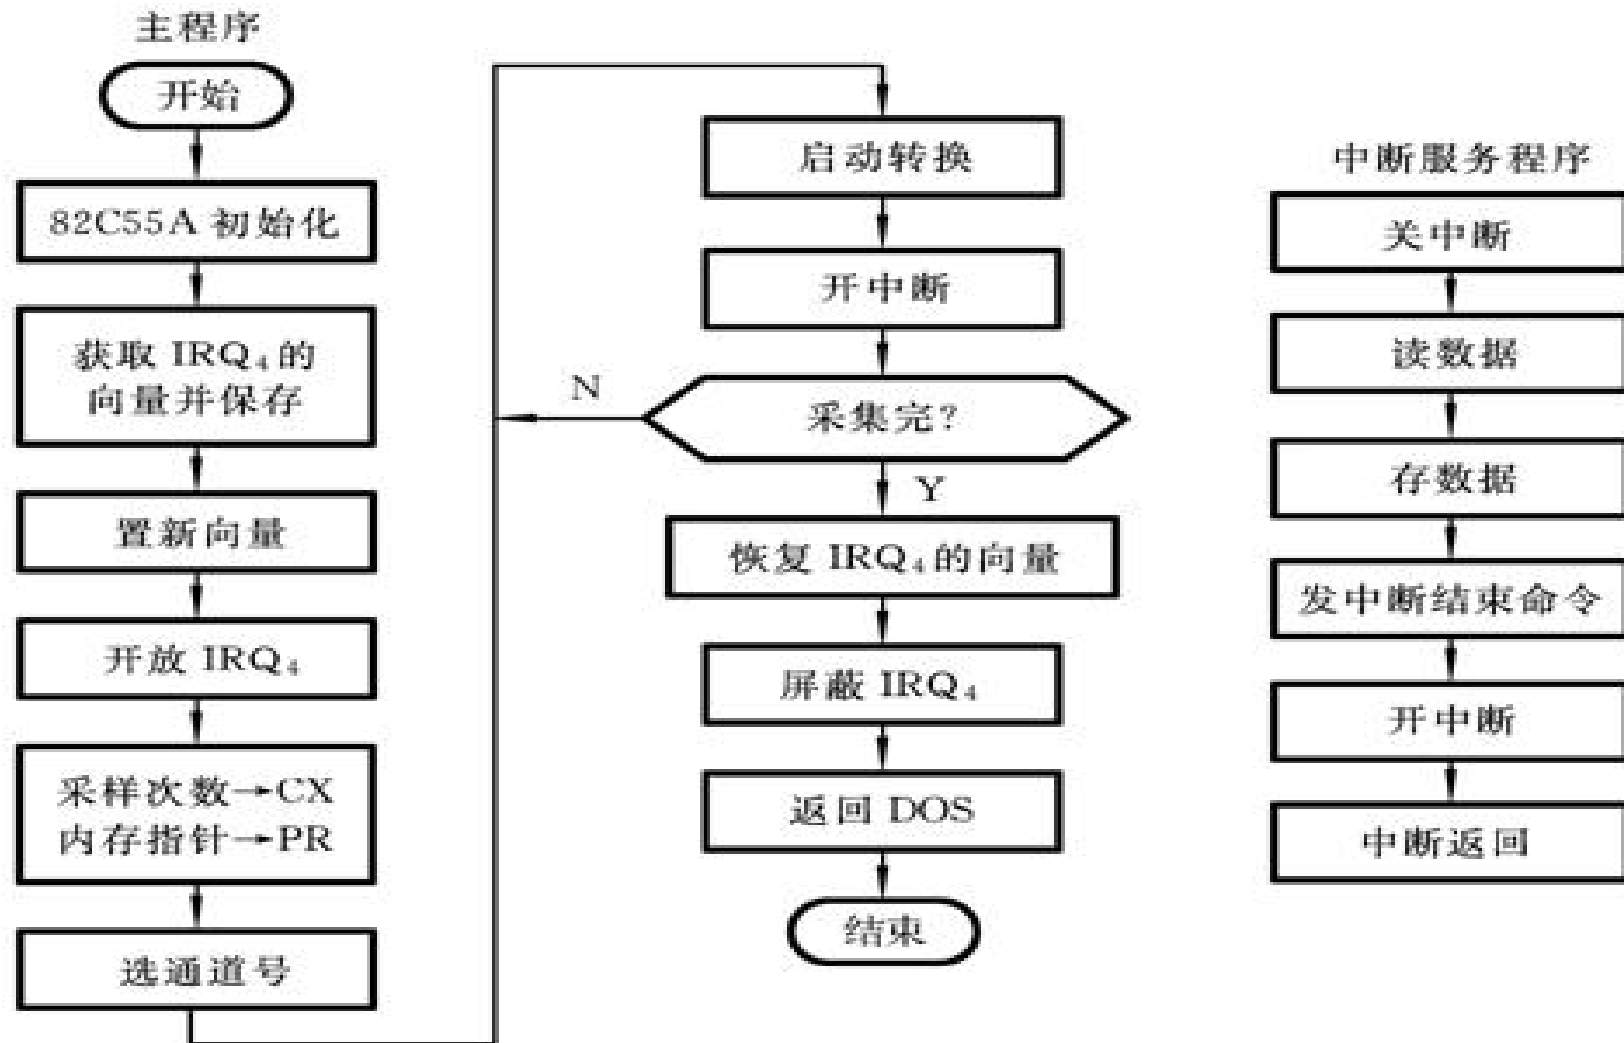 主程序
开始
82C55A 初始化
获取 IRQ₄ 的
向量并保存
置新向量
开放 IRQ₄
采样次数→CX
内存指针→PR
选通道号
启动转换
开中断
采集完?
N
Y
恢复 IRQ₄ 的向量
屏蔽 IRQ₄
返回 DOS
结束
中断服务程序
关中断
读数据
存数据
发中断结束命令
开中断
中断返回